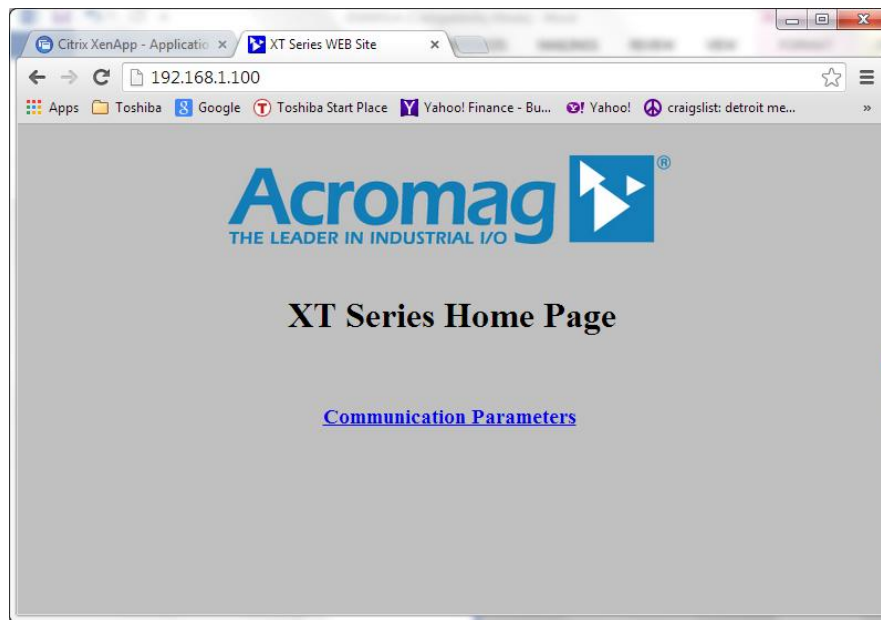 Citrix XenApp - Applicatio
XT Series WEB Site
192.168.1.100
Apps Toshiba Google Toshiba Start Place Yahoo! Finance - Bu... Yahoo! craigslist: detroit me... »
Acromag®
THE LEADER IN INDUSTRIAL I/O
XT Series Home Page
Communication Parameters